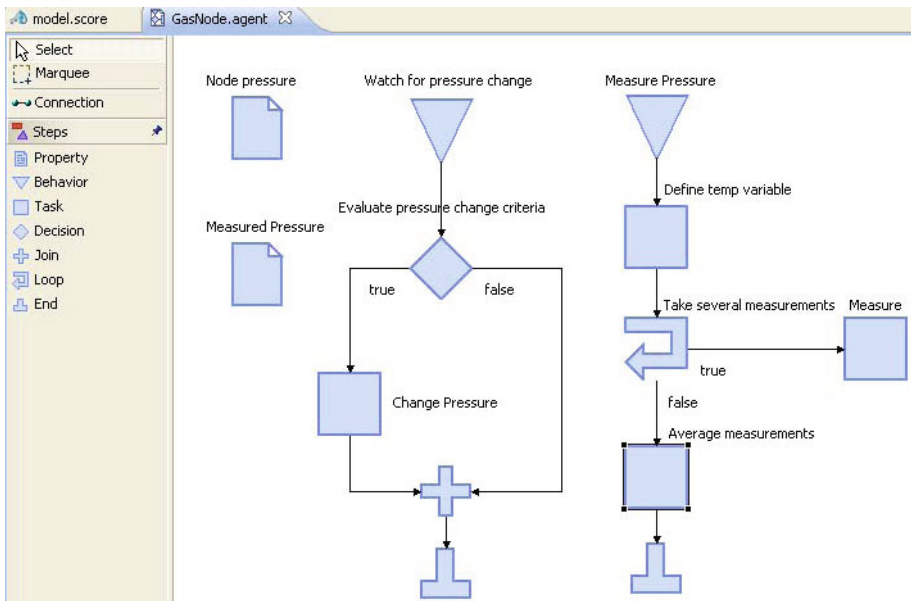 model.score
GasNode.agent
Select
Marquee
Connection
Steps
Property
Behavior
Task
Decision
Join
Loop
End
Node pressure
Watch for pressure change
Measure Pressure
Define temp variable
Evaluate pressure change criteria
Measured Pressure
true
false
Take several measurements
Measure
true
false
Change Pressure
Average measurements